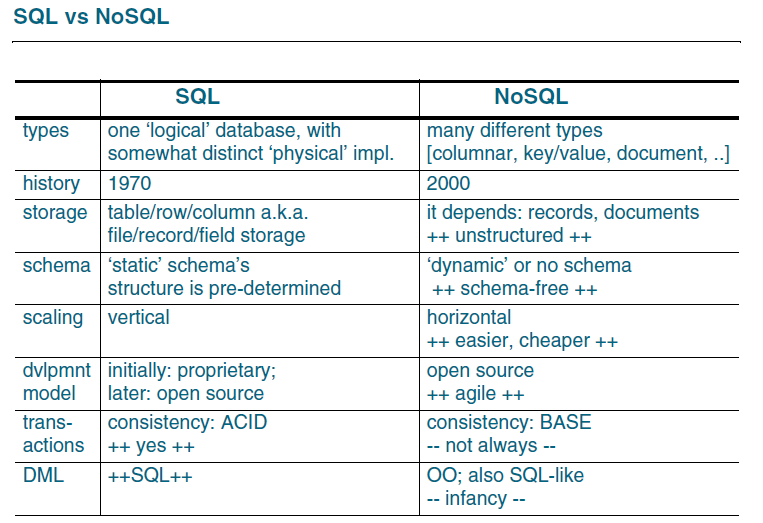 SQL vs NoSQL
SQL NoSQL
types one ‘logical’ database, with many different types
somewhat distinct ‘physical’ impl. [columnar, key/value, document, ..]
history 1970 2000
storage table/row/column a.k.a. it depends: records, documents
file/record/field storage ++ unstructured ++
schema ‘static’ schema’s ‘dynamic’ or no schema
structure is pre-determined ++ schema-free ++
scaling vertical horizontal
++ easier, cheaper ++
dvlpmnt initially: proprietary; open source
model later: open source ++ agile ++
trans- consistency: ACID consistency: BASE
actions ++ yes ++ -- not always --
DML ++SQL++ OO; also SQL-like
-- infancy --